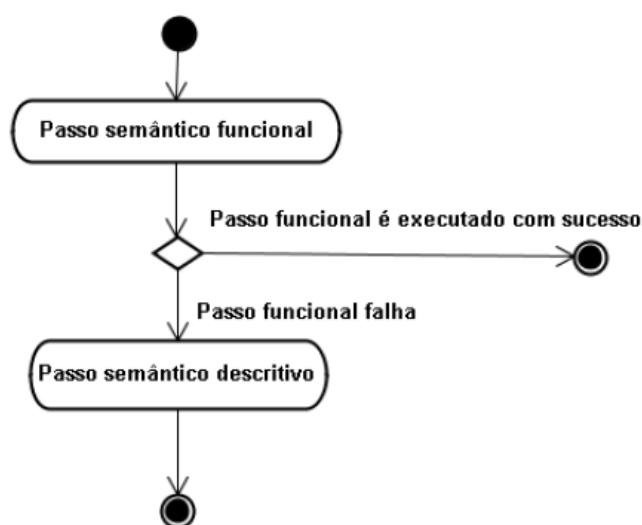 Passo semântico funcional
Passo funcional é executado com sucesso
Passo funcional falha
Passo semântico descritivo